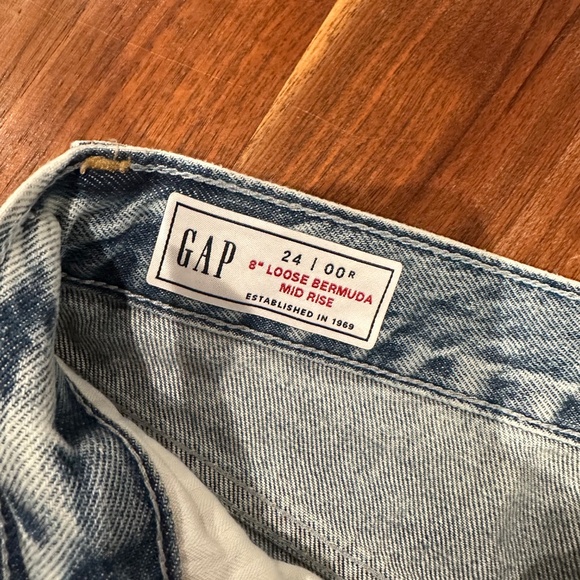 GAP
24 | 00R
8" LOOSE BERMUDA
MID RISE
ESTABLISHED IN 1969